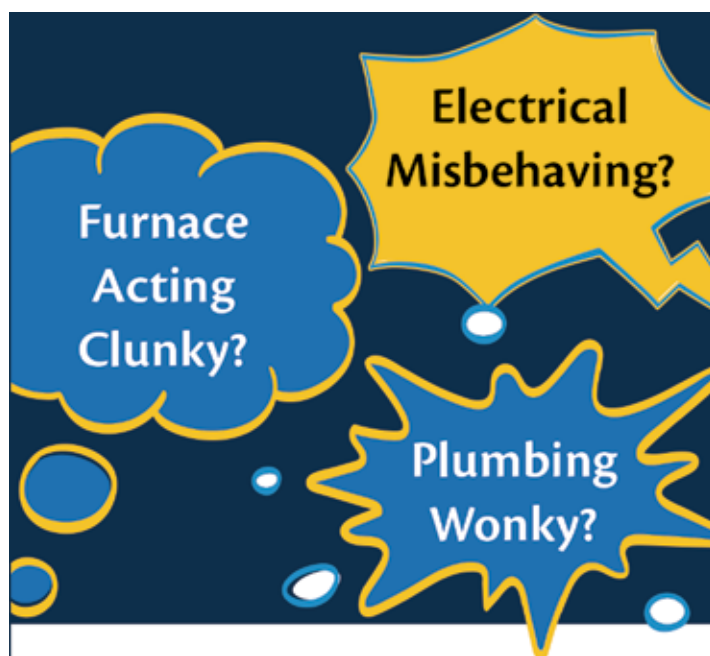 Electrical
Misbehaving?
Furnace
Acting
Clunky?
Plumbing
Wonky?